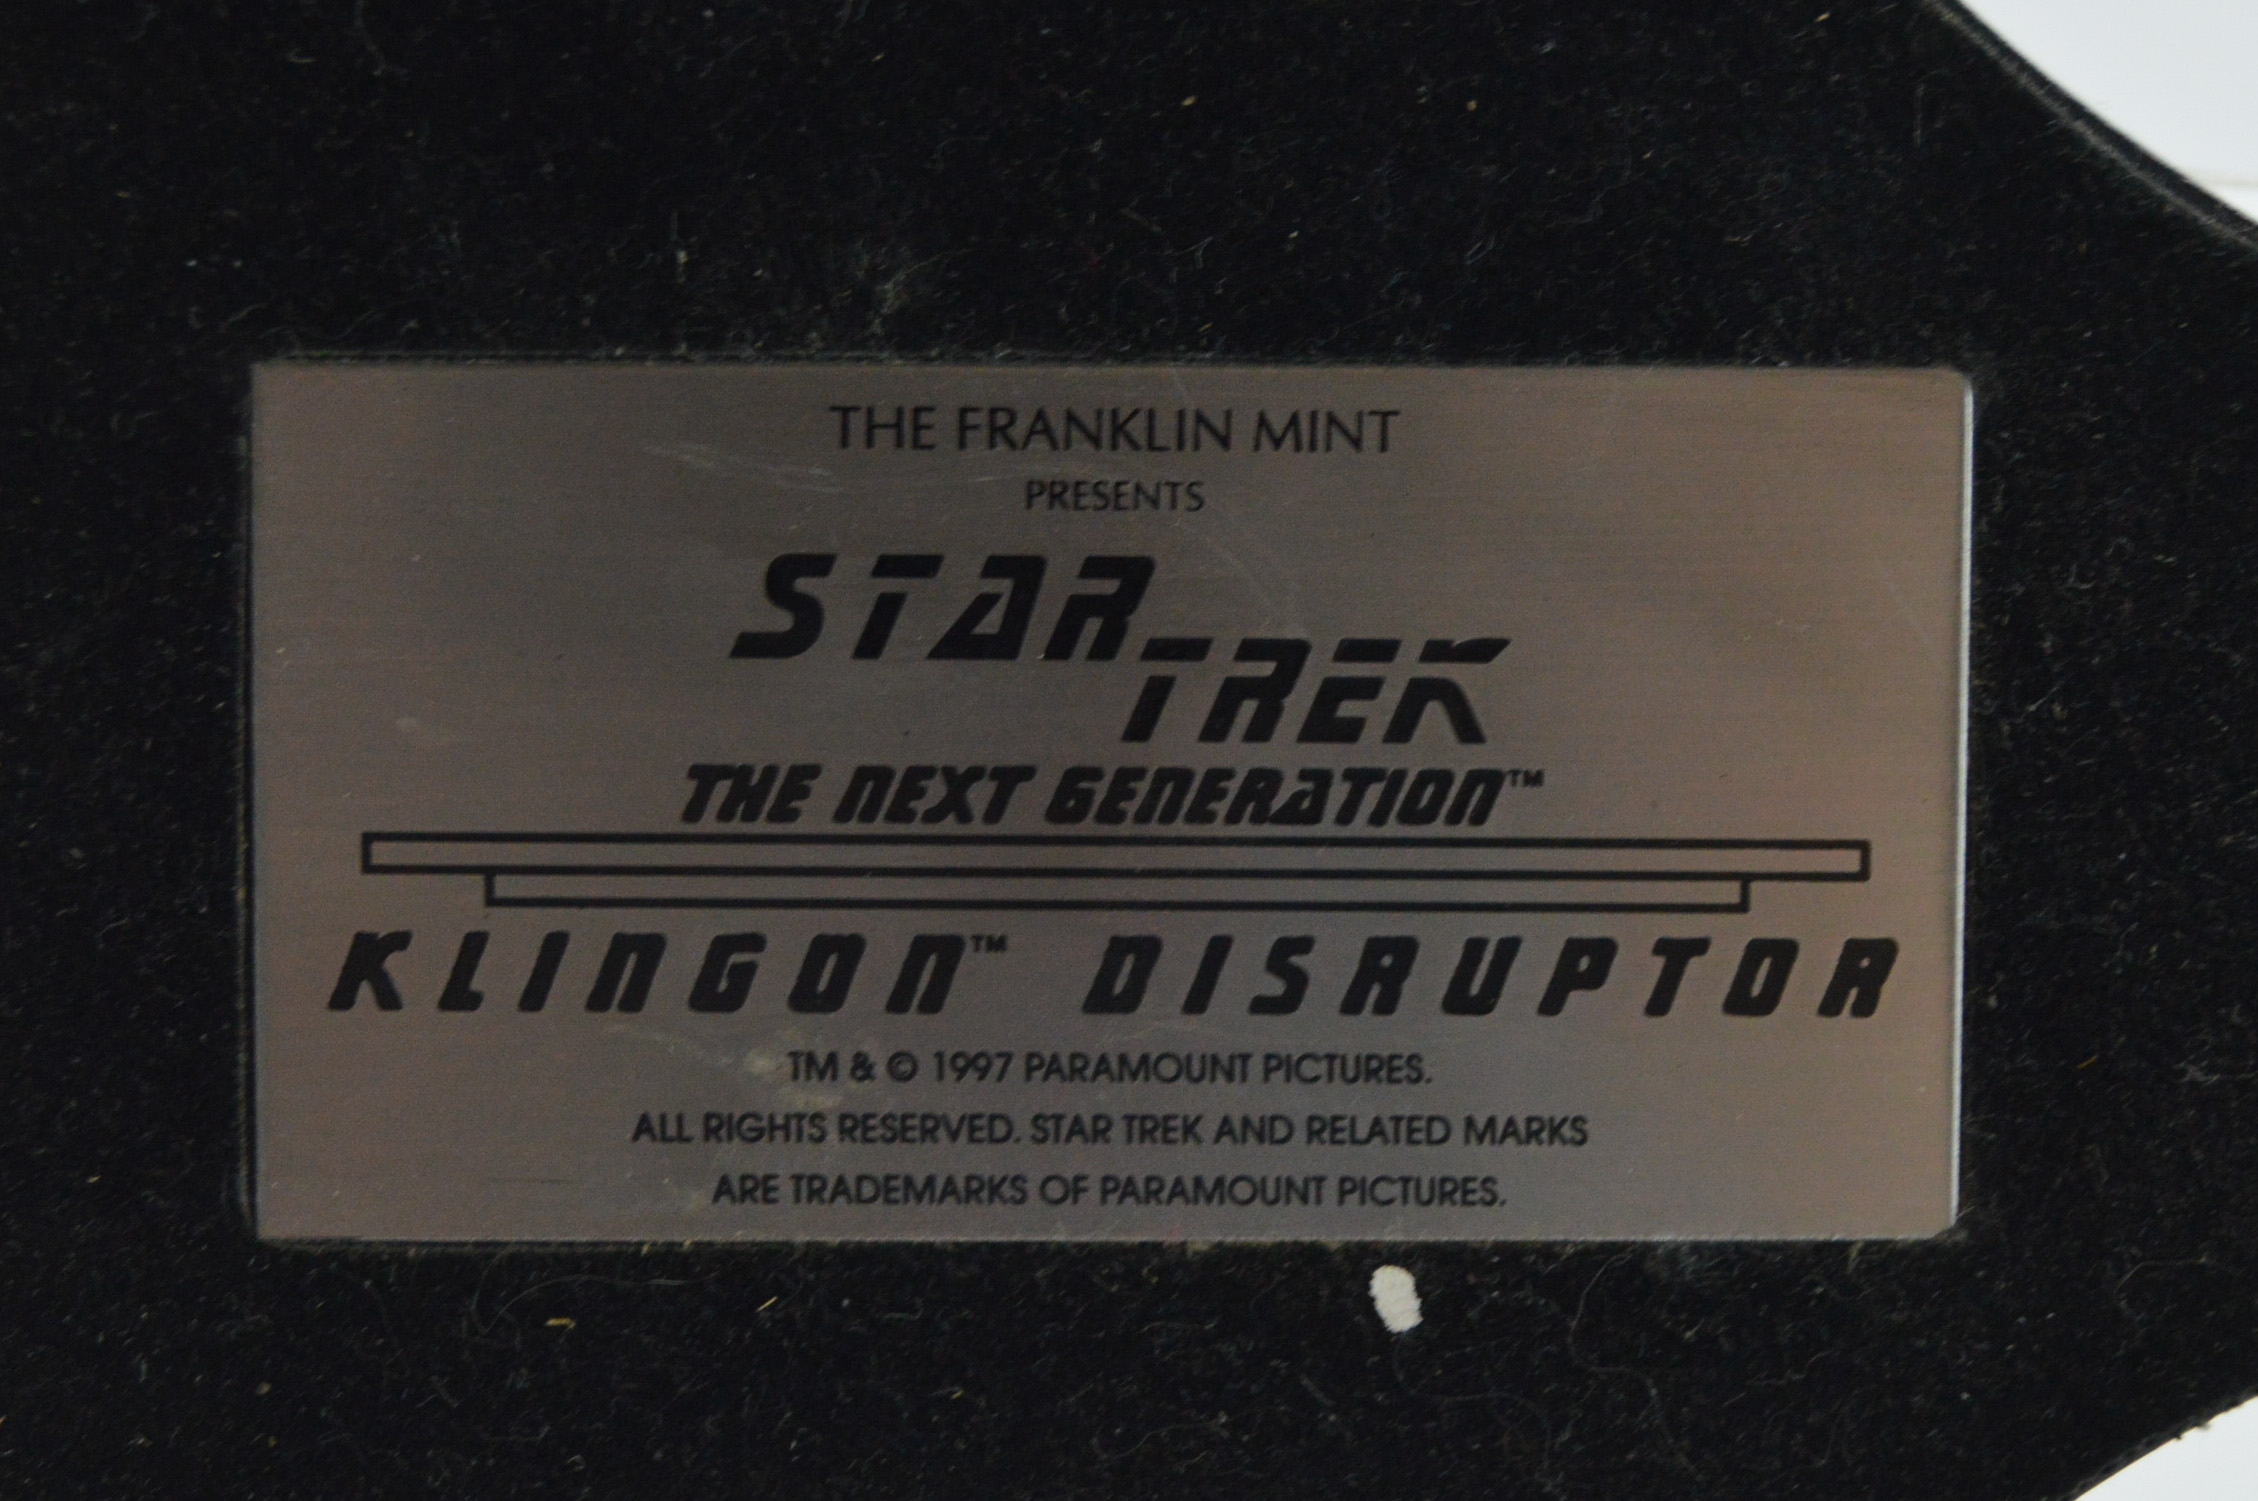 THE FRANKLIN MINT
PRESENTS
STAR
TREK
THE NEXT GENERATION™
KLINGON™ DISRUPTOR
TM & © 1997 PARAMOUNT PICTURES.
ALL RIGHTS RESERVED. STAR TREK AND RELATED MARKS
ARE TRADEMARKS OF PARAMOUNT PICTURES.